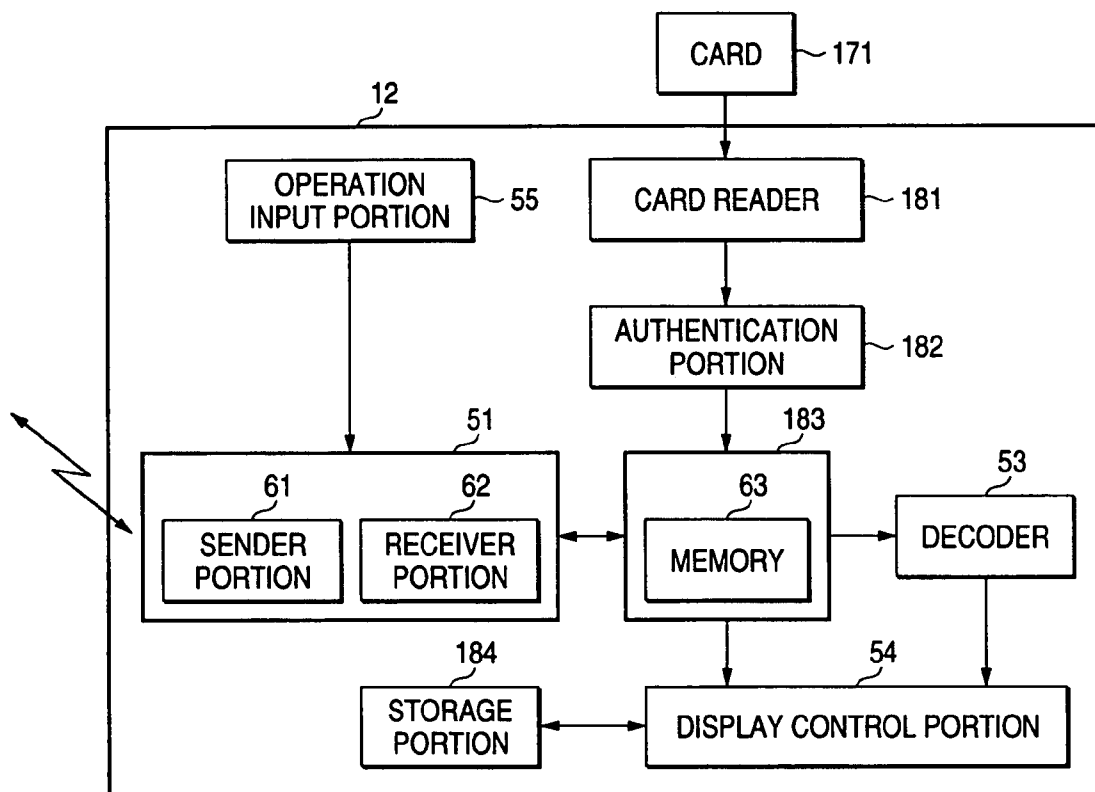 CARD
171
12
OPERATION
INPUT PORTION
55
CARD READER
181
AUTHENTICATION
PORTION
182
51
183
61
SENDER
PORTION
62
RECEIVER
PORTION
63
MEMORY
53
DECODER
184
STORAGE
PORTION
54
DISPLAY CONTROL PORTION